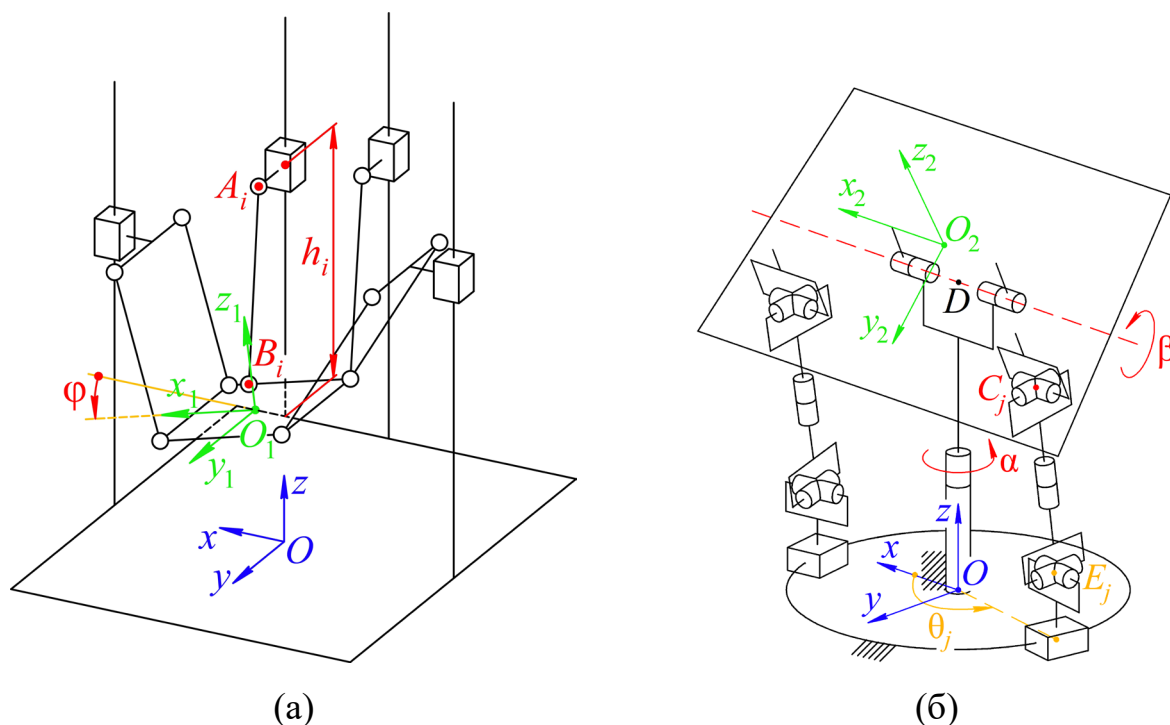 A_i
h_i
z_1
B_i
φ
x_1
O_1
y_1
z
x
O
y
(а)
z_2
x_2
O_2
D
y_2
β
C_j
α
z
x
O
E_j
y
θ_j
(б)